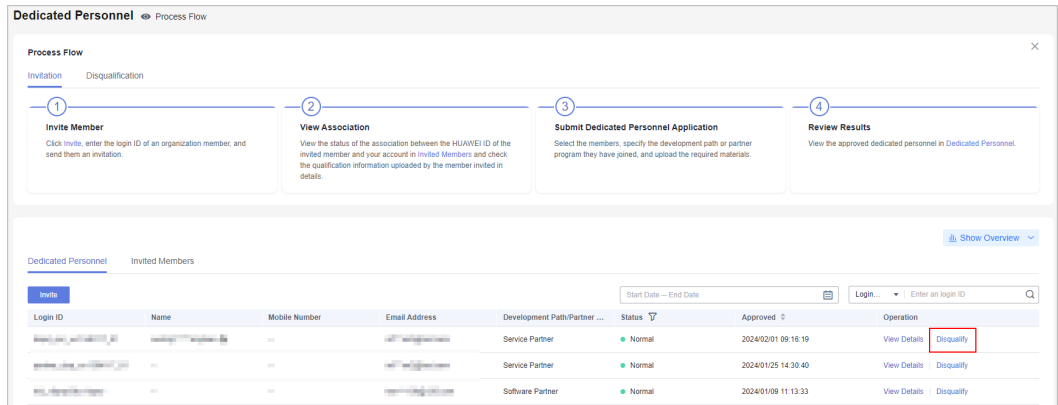 Dedicated Personnel Process Flow
Process Flow
Invitation Disqualification
1 2 3 4
Invite Member
Click Invite, enter the login ID of an organization member, and
send them an invitation.
View Association
View the status of the association between the HUAWEI ID of the
invited member and your account in Invited Members and check
the qualification information uploaded by the member invited in
details.
Submit Dedicated Personnel Application
Select the members, specify the development path or partner
program they have joined, and upload the required materials.
Review Results
View the approved dedicated personnel in Dedicated Personnel.
Show Overview
Dedicated Personnel Invited Members
Invite Start Date – End Date Login... Enter an login ID
Login ID Name Mobile Number Email Address Development Path/Partner ... Status Approved Operation
Service Partner Normal 2024/02/01 09:16:19 View Details Disqualify
Service Partner Normal 2024/01/25 14:30:40 View Details Disqualify
Software Partner Normal 2024/01/09 11:13:33 View Details Disqualify